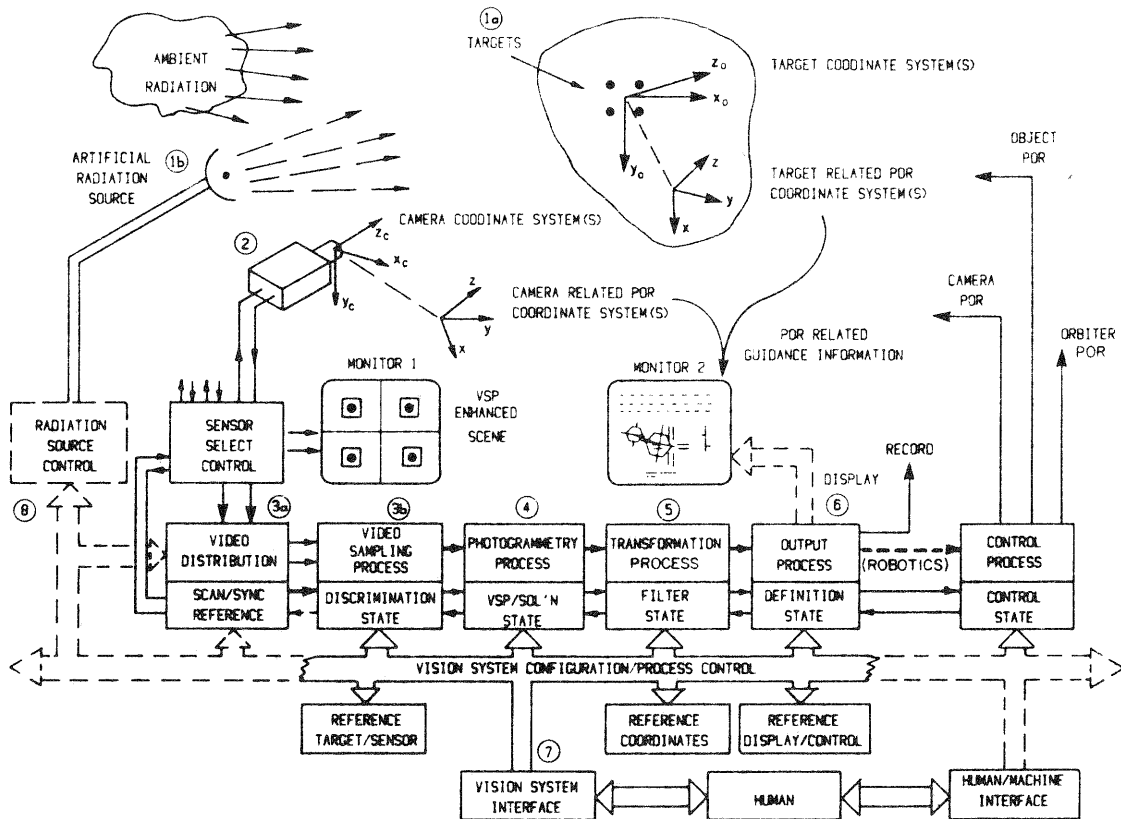 AMBIENT
RADIATION
1a
TARGETS
z₀
x₀
y₀
TARGET COODINATE SYSTEM(S)
z
y
x
TARGET RELATED POR
COORDINATE SYSTEM(S)
OBJECT
POR
ARTIFICIAL
RADIATION
SOURCE
1b
2
CAMERA COODINATE SYSTEM(S)
z_c
x_c
y_c
z
y
x
CAMERA RELATED POR
COORDINATE SYSTEM(S)
CAMERA
POR
POR RELATED
GUIDANCE INFORMATION
ORBITER
POR
MONITOR 1
VSP
ENHANCED
SCENE
MONITOR 2
RADIATION
SOURCE
CONTROL
SENSOR
SELECT
CONTROL
RECORD
DISPLAY
8
3a
3b
4
5
6
VIDEO
DISTRIBUTION
SCAN/SYNC
REFERENCE
VIDEO
SAMPLING
PROCESS
DISCRIMINATION
STATE
PHOTOGRAMMETRY
PROCESS
VSP/SOL'N
STATE
TRANSFORMATION
PROCESS
FILTER
STATE
OUTPUT
PROCESS
DEFINITION
STATE
(ROBOTICS)
CONTROL
PROCESS
CONTROL
STATE
VISION SYSTEM CONFIGURATION/PROCESS CONTROL
REFERENCE
TARGET/SENSOR
REFERENCE
COORDINATES
REFERENCE
DISPLAY/CONTROL
7
VISION SYSTEM
INTERFACE
HUMAN
HUMAN/MACHINE
INTERFACE